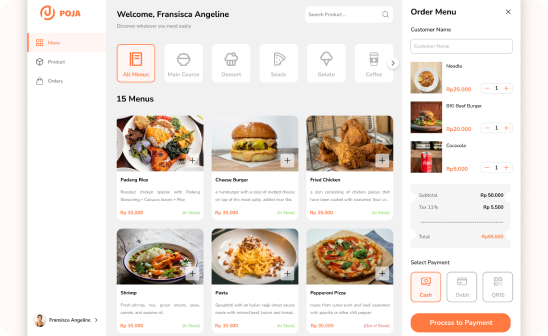 POJA
Menu
Product
Orders
Fransisca Angeline
Welcome, Fransisca Angeline
Discover whatever you need easily
Search Product...
All Menus
Main Course
Dessert
Snack
Gelato
Coffee
15 Menus
Padang Rice
Roasted chicken special with Padang
Seasoning + Cassava leaves + Rice
Rp 35.000
(In Stock)
Cheese Burger
a hamburger with a slice of melted cheese
on top of the meat patty, added near the.
Rp 35.000
(In Stock)
Fried Chicken
a dish consisting of chicken pieces that
have been coated with seasoned flour
Rp 35.000
(In Stock)
Shrimp
Fresh shrimp, rice, green onions, peas,
carrots, and sesame
Rp 35.000
(In Stock)
Pasta
Spaghetti with an Italian ragù (meat sauce)
made with minced beef, bacon and tomat..
Rp 35.000
(In Stock)
Pepperoni Pizza
made from cured pork and beef seasoned
with paprika or other chili pepper
Rp 35.000
(Out of Stock)
Order Menu
Customer Name
Customer Name
Noodle
Rp25.000
1
BIG Beef Burger
Rp20.000
1
Cocacola
Rp5.000
1
Subtotal
Rp 50.000
Tax 11%
Rp 5.500
Total
Rp55.500
Select Payment
Cash
Debit
QRIS
Process to Payment